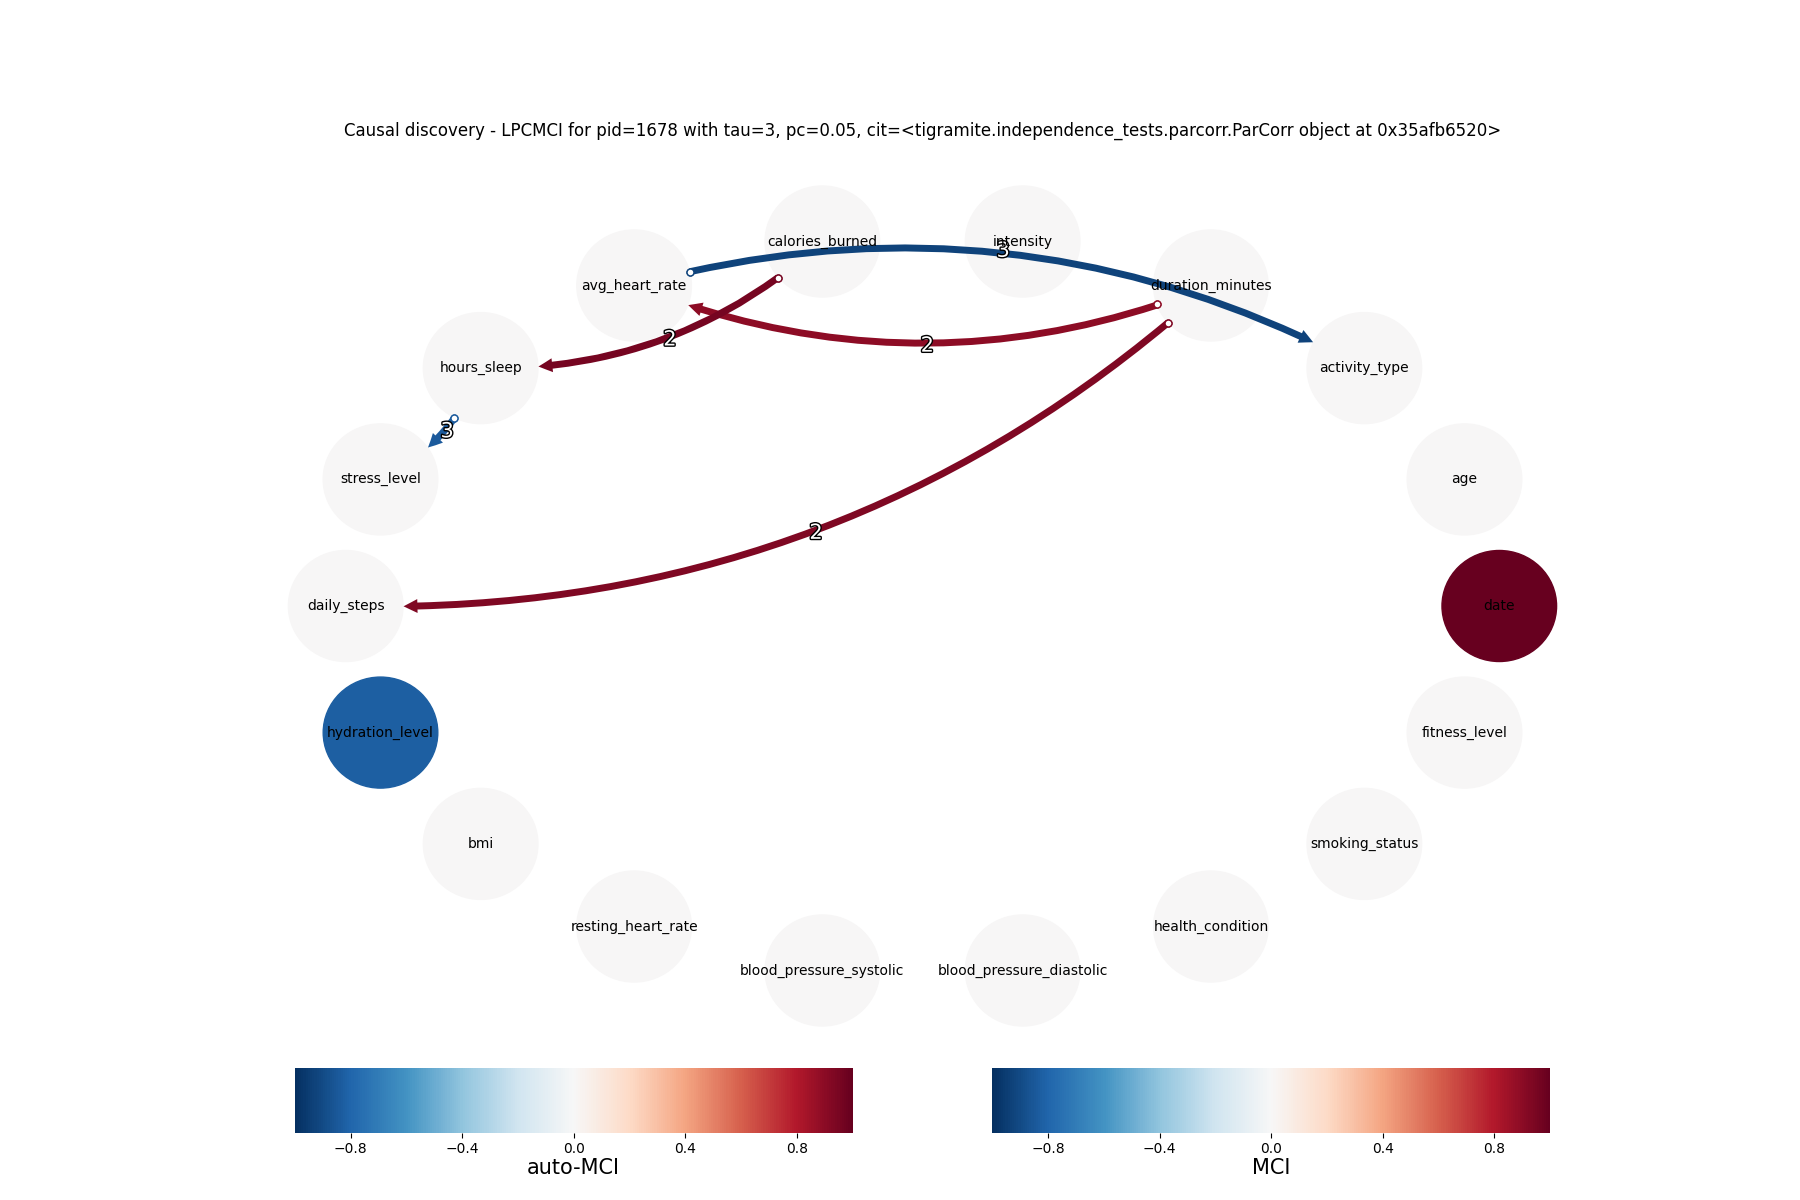 Causal discovery - LPCMCI for pid=1678 with tau=3, pc=0.05, cit=<tigramite.independence_tests.parcorr.ParCorr object at 0x35afb6520>
calories_burned
intensity
3
avg_heart_rate
duration_minutes
2
2
hours_sleep
activity_type
3
stress_level
age
2
daily_steps
date
hydration_level
fitness_level
bmi
smoking_status
resting_heart_rate
health_condition
blood_pressure_systolic
blood_pressure_diastolic
−0.8 −0.4 0.0 0.4 0.8
auto-MCI
−0.8 −0.4 0.0 0.4 0.8
MCI